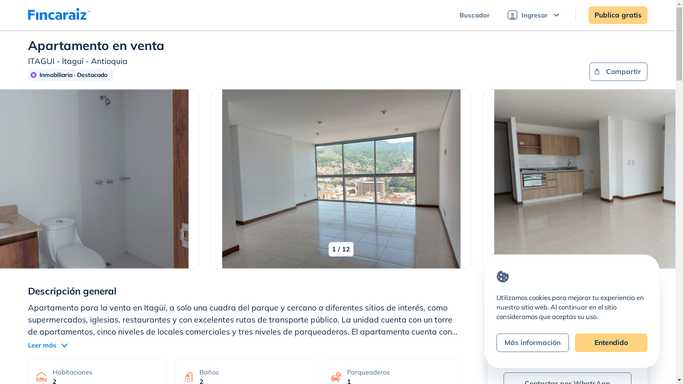 Fincaraiz
Buscador
Ingresar
Publica gratis
Apartamento en venta
ITAGUI - Itaguí - Antioquia
Inmobiliaria · Destacado
Compartir
1 / 12
Descripción general
Apartamento para la venta en Itagüí, a solo una cuadra del parque y cercano a diferentes sitios de interés, como
supermercados, iglesias, restaurantes y con excelentes rutas de transporte público. La unidad cuenta con un torre
de apartamentos, cinco niveles de locales comerciales y tres niveles de parqueaderos. El apartamento cuenta con...
Leer más
Habitaciones
2
Baños
2
Parqueaderos
1
Utilizamos cookies para mejorar tu experiencia en
nuestro sitio web. Al continuar en el sitio
consideramos que aceptas su uso.
Más información
Entendido
Contactar por WhatsApp